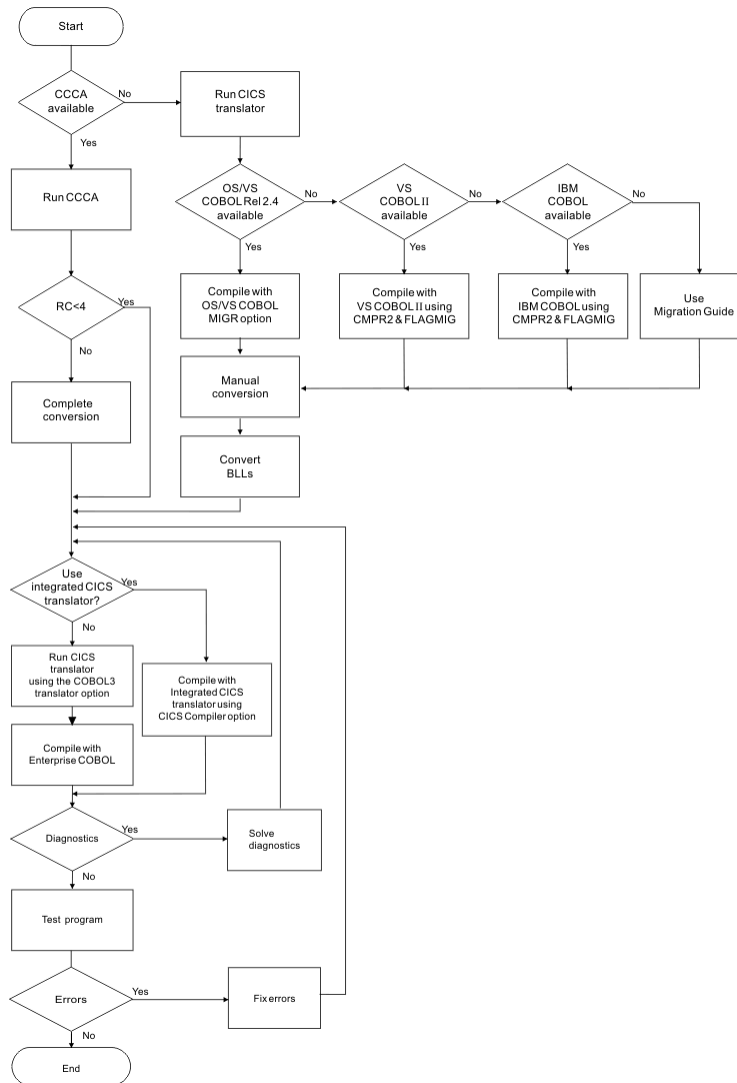 Start
CCCA
available
No
Yes
Run CICS
translator
Run CCCA
OS/VS
COBOL Rel 2.4
available
No
Yes
VS
COBOL II
available
No
Yes
IBM
COBOL
available
No
Yes
RC<4
Yes
No
Compile with
OS/VS COBOL
MIGR option
Compile with
VS COBOL II using
CMPR2 & FLAGMIG
Compile with
IBM COBOL using
CMPR2 & FLAGMIG
Use
Migration Guide
Complete
conversion
Manual
conversion
Convert
BLLs
Use
integrated CICS
translator?
Yes
No
Run CICS
translator
using the COBOL3
translator option
Compile with
Integrated CICS
translator using
CICS Compiler option
Compile with
Enterprise COBOL
Diagnostics
Yes
No
Solve
diagnostics
Test program
Errors
Yes
No
Fix errors
End